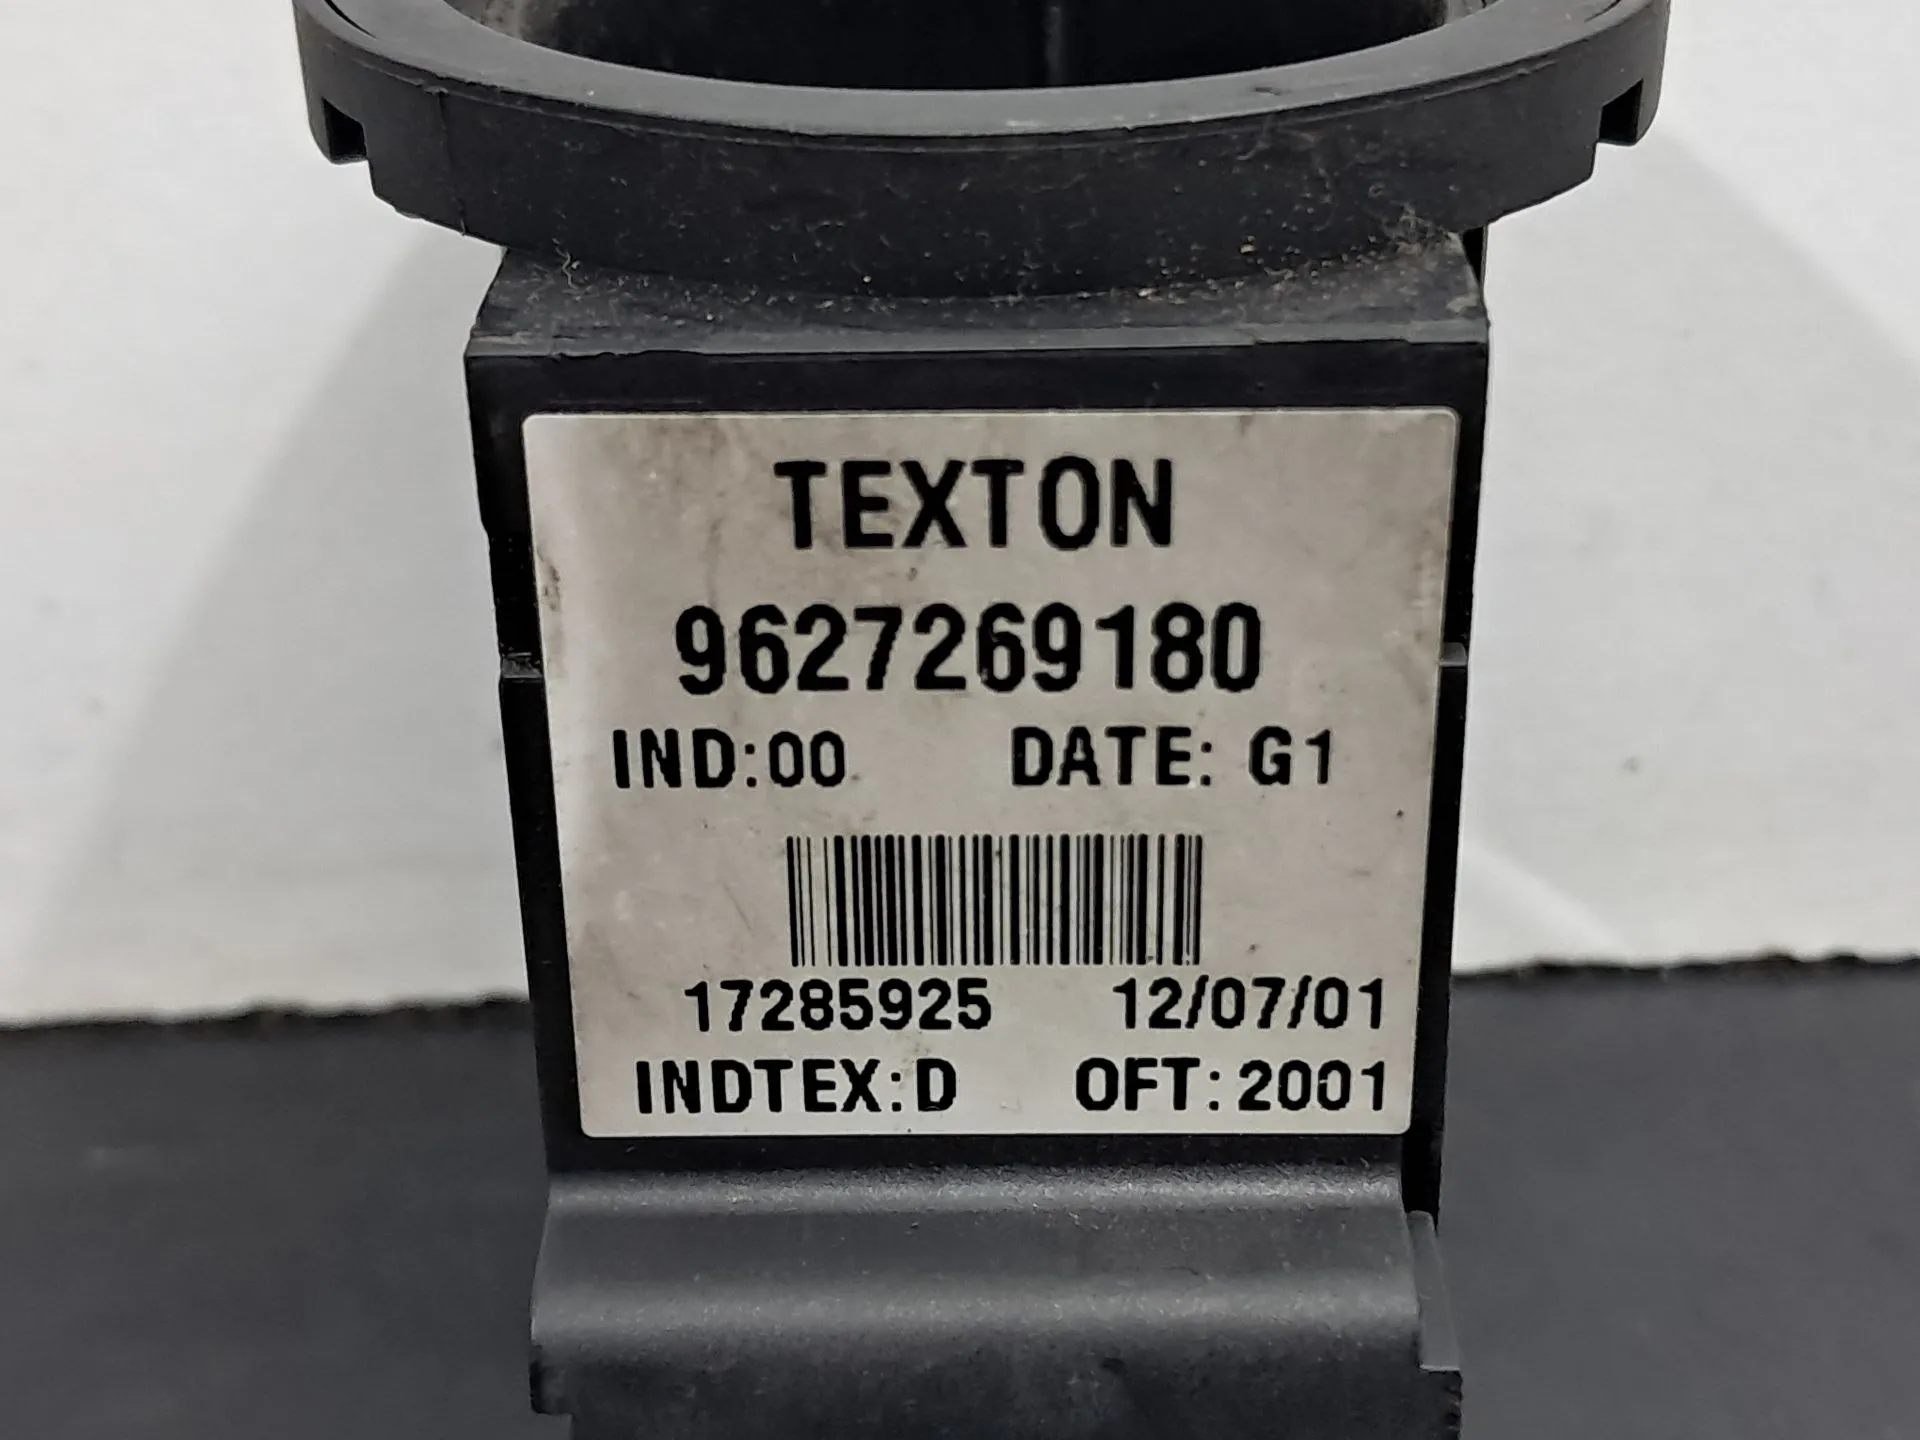 TEXTON
9627269180
IND:00 DATE: G1
17285925 12/07/01
INDTEX:D OFT:2001